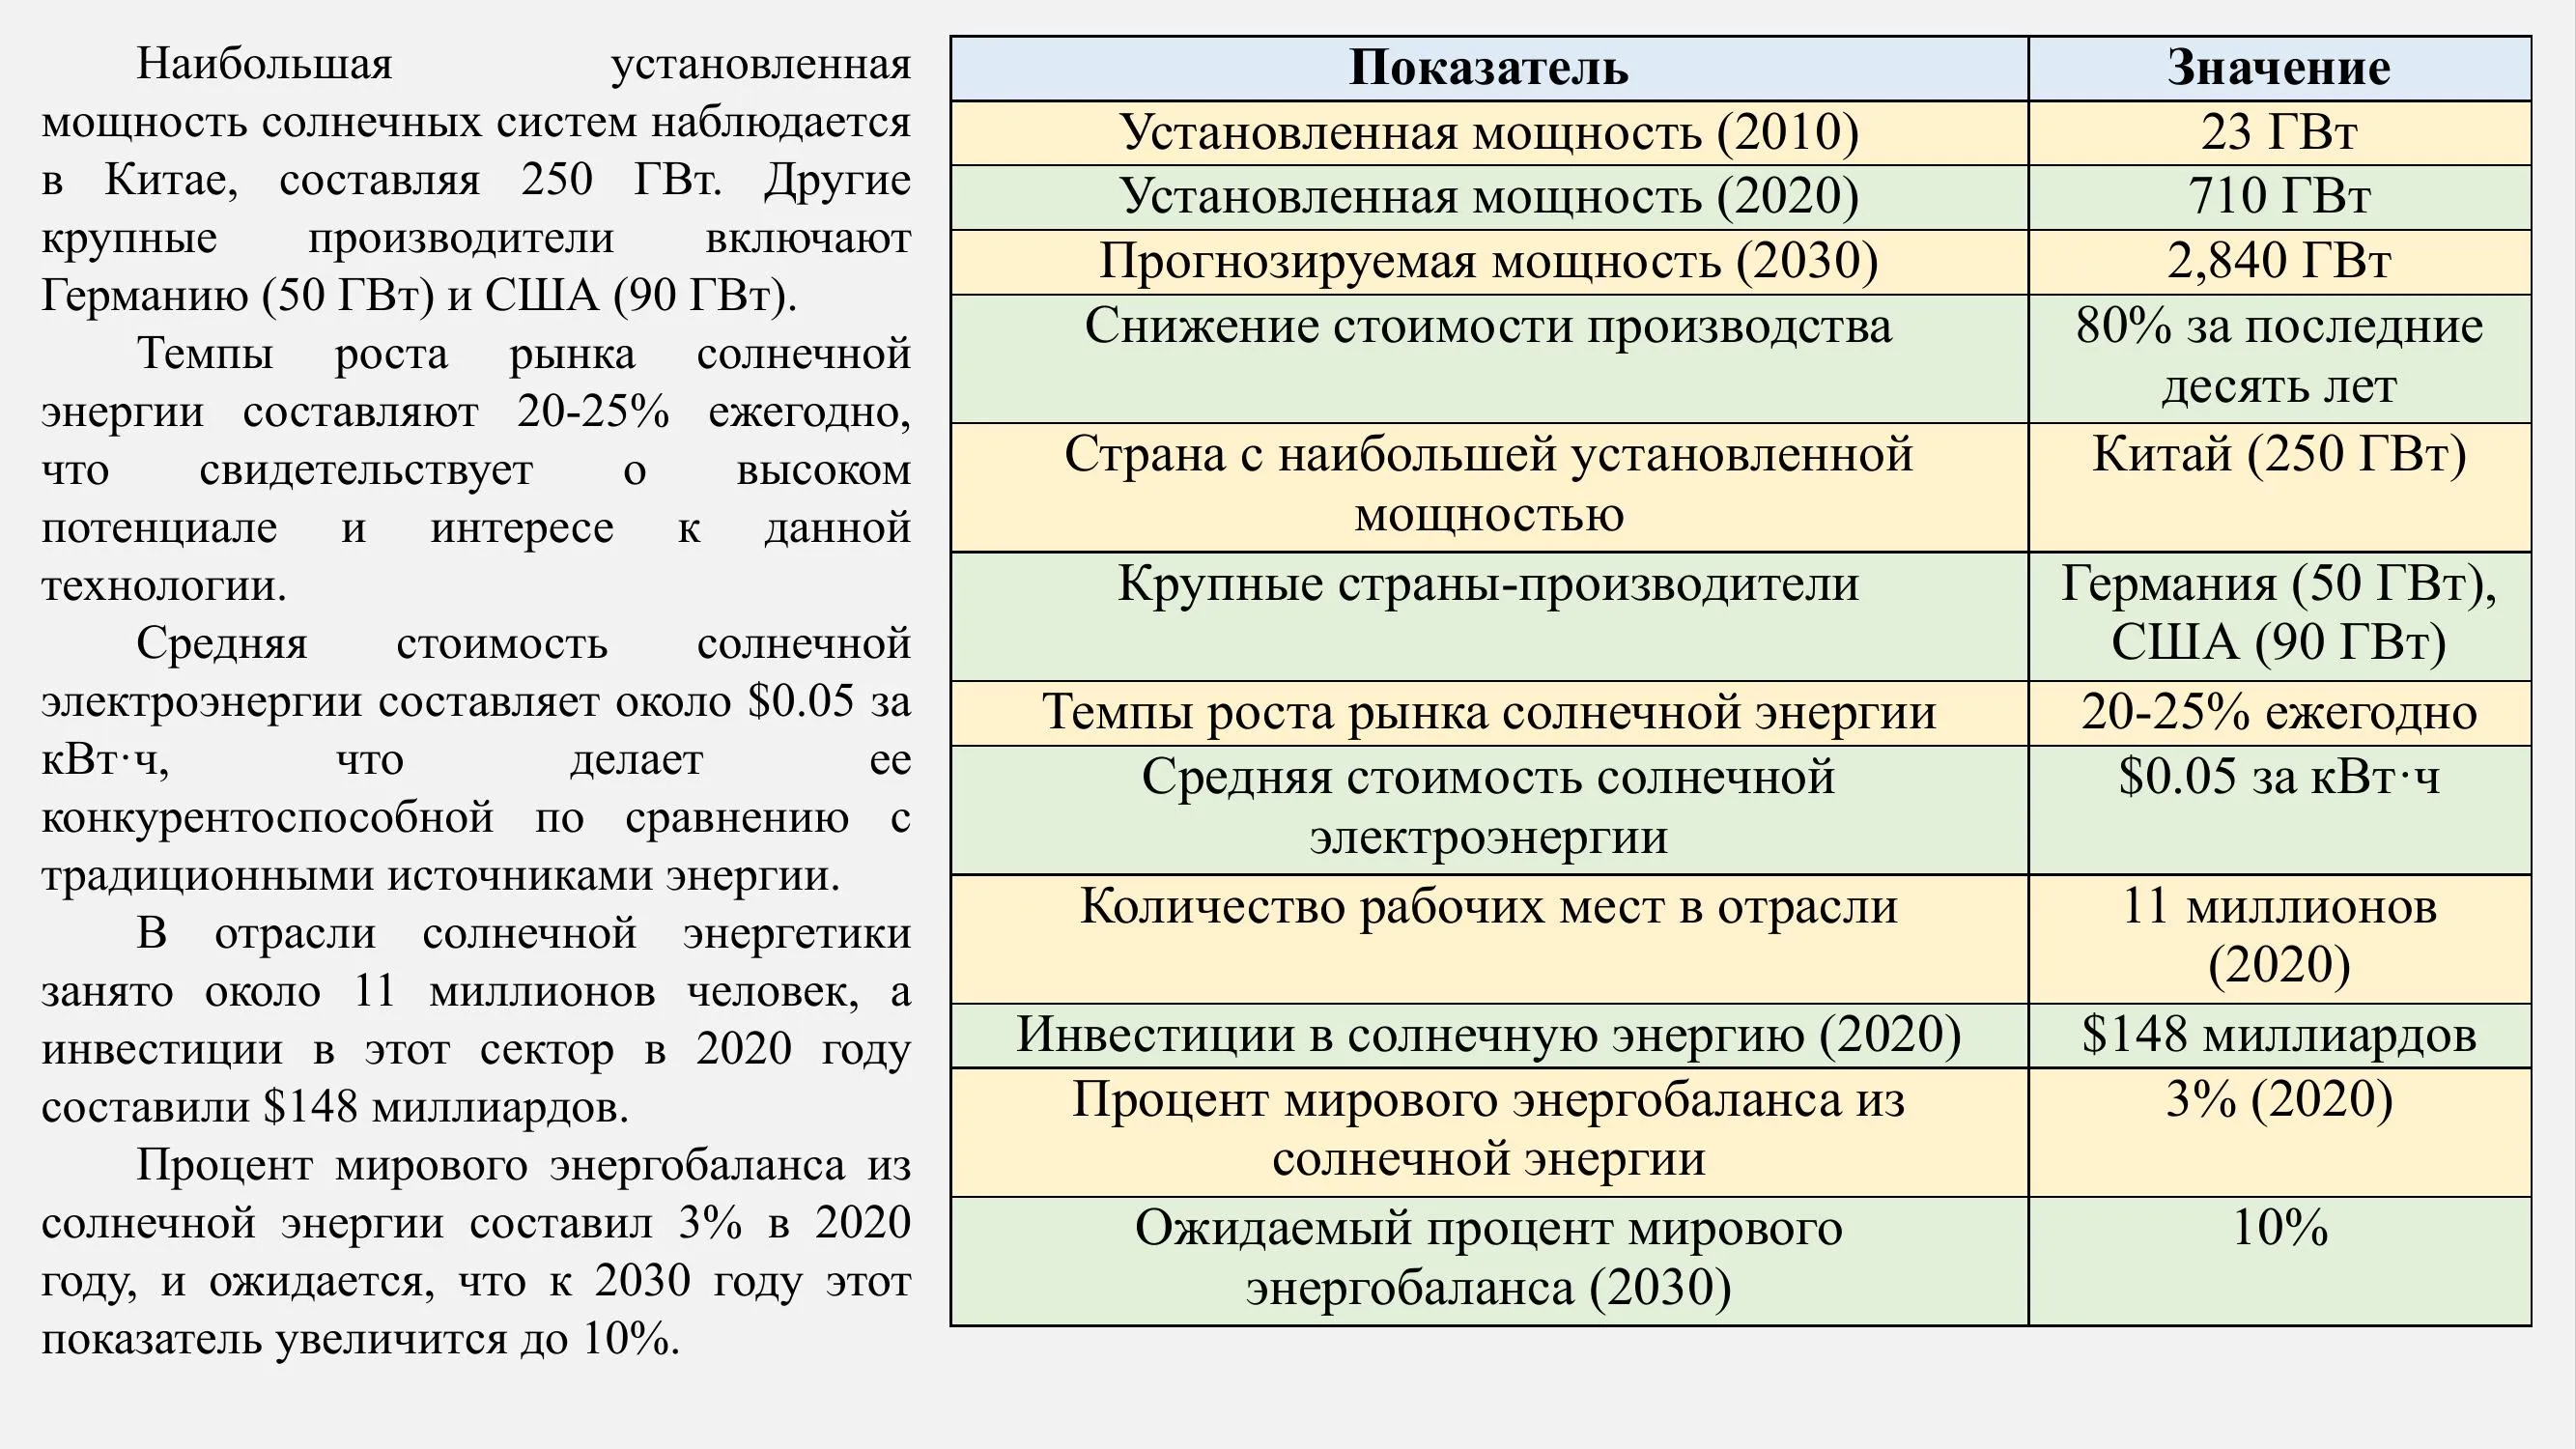 Наибольшая установленная
мощность солнечных систем наблюдается
в Китае, составляя 250 ГВт. Другие
крупные производители включают
Германию (50 ГВт) и США (90 ГВт).
Темпы роста рынка солнечной
энергии составляют 20-25% ежегодно,
что свидетельствует о высоком
потенциале и интересе к данной
технологии.
Средняя стоимость солнечной
электроэнергии составляет около $0.05 за
кВт·ч, что делает ее
конкурентоспособной по сравнению с
традиционными источниками энергии.
В отрасли солнечной энергетики
занято около 11 миллионов человек, а
инвестиции в этот сектор в 2020 году
составили $148 миллиардов.
Процент мирового энергобаланса из
солнечной энергии составил 3% в 2020
году, и ожидается, что к 2030 году этот
показатель увеличится до 10%.
Показатель Значение
Установленная мощность (2010) 23 ГВт
Установленная мощность (2020) 710 ГВт
Прогнозируемая мощность (2030) 2,840 ГВт
Снижение стоимости производства 80% за последние
десять лет
Страна с наибольшей установленной Китай (250 ГВт)
мощностью
Крупные страны-производители Германия (50 ГВт),
США (90 ГВт)
Темпы роста рынка солнечной энергии 20-25% ежегодно
Средняя стоимость солнечной $0.05 за кВт·ч
электроэнергии
Количество рабочих мест в отрасли 11 миллионов
(2020)
Инвестиции в солнечную энергию (2020) $148 миллиардов
Процент мирового энергобаланса из 3% (2020)
солнечной энергии
Ожидаемый процент мирового 10%
энергобаланса (2030)